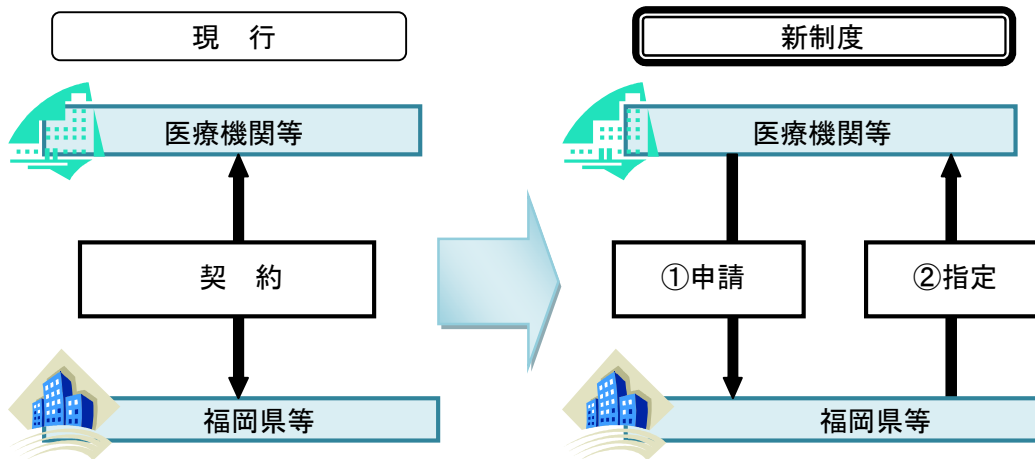 現　行
医療機関等
契　約
福岡県等
新制度
医療機関等
①申請
②指定
福岡県等